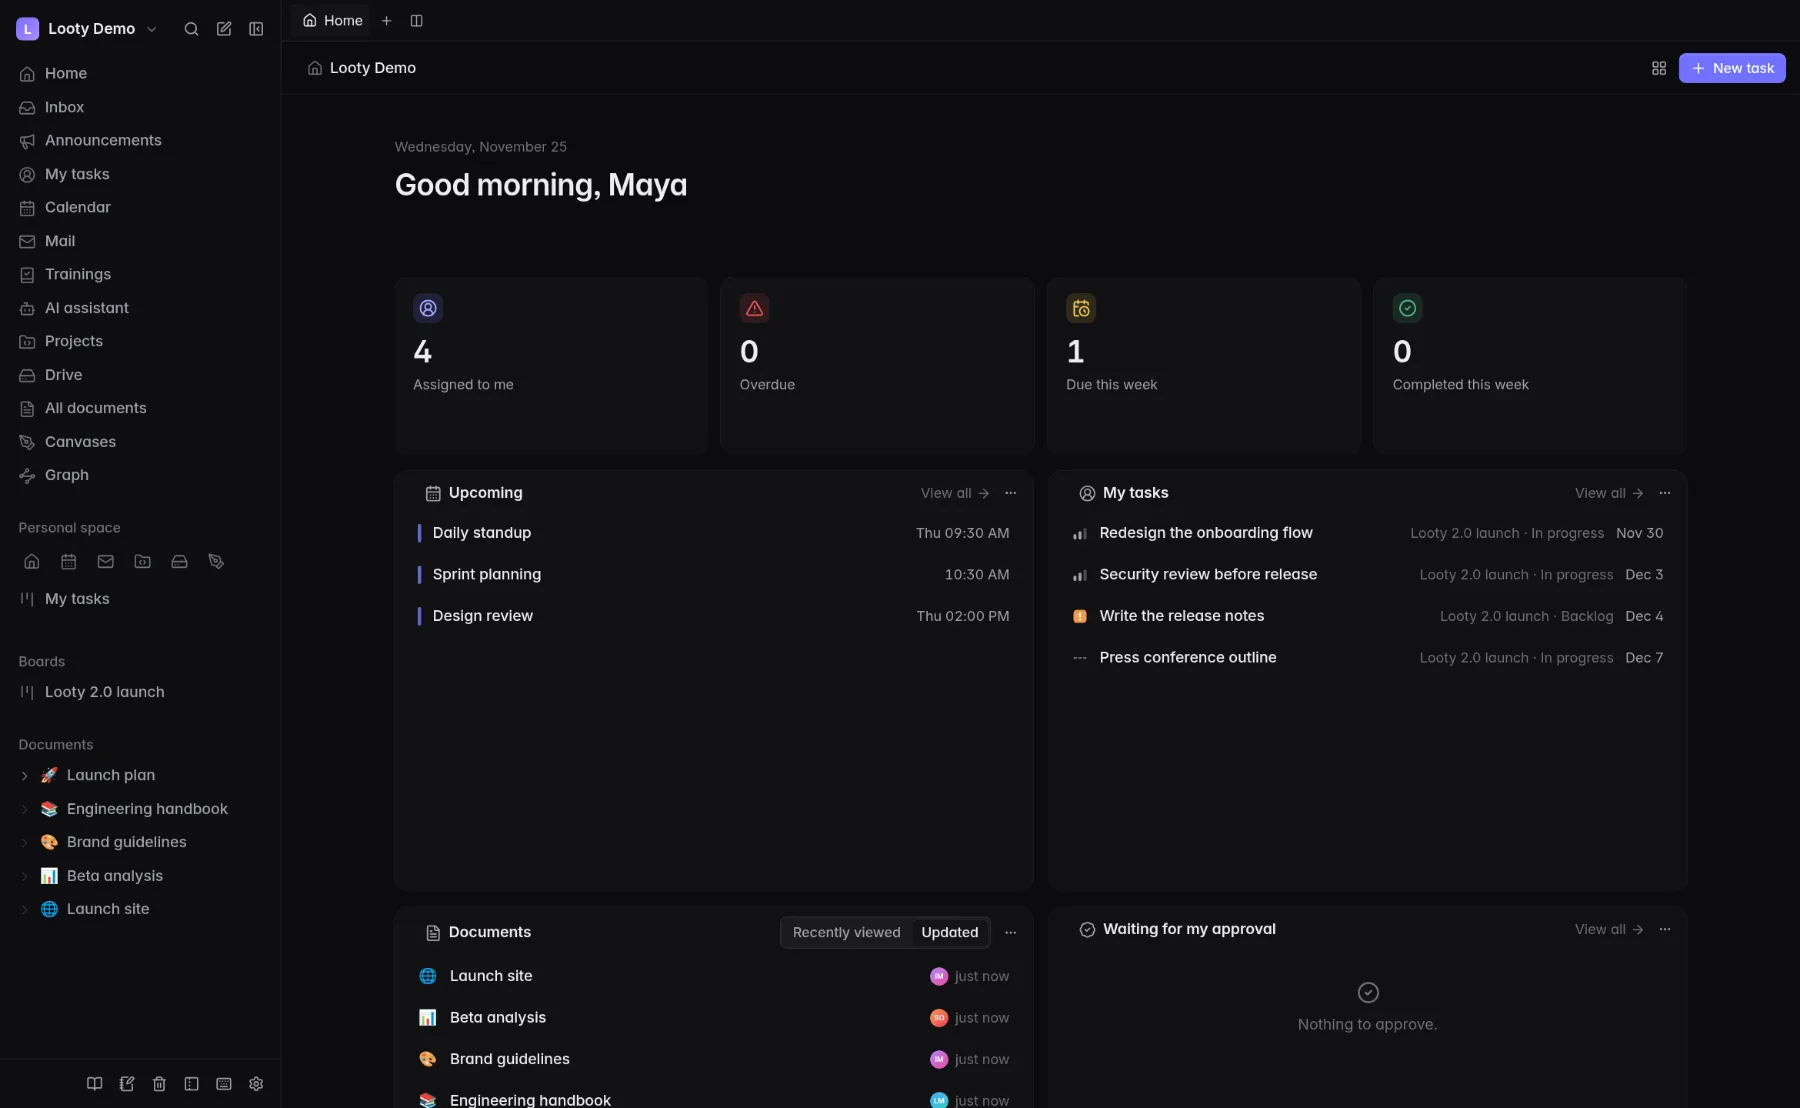 L Looty Demo
Home
Inbox
Announcements
My tasks
Calendar
Mail
Trainings
AI assistant
Projects
Drive
All documents
Canvases
Graph
Personal space
My tasks
Boards
Looty 2.0 launch
Documents
Launch plan
Engineering handbook
Brand guidelines
Beta analysis
Launch site
Home
Looty Demo
New task
Wednesday, November 25
Good morning, Maya
4
Assigned to me
0
Overdue
1
Due this week
0
Completed this week
Upcoming View all
Daily standup Thu 09:30 AM
Sprint planning 10:30 AM
Design review Thu 02:00 PM
My tasks View all
Redesign the onboarding flow Looty 2.0 launch · In progress Nov 30
Security review before release Looty 2.0 launch · In progress Dec 3
Write the release notes Looty 2.0 launch · Backlog Dec 4
Press conference outline Looty 2.0 launch · In progress Dec 7
Documents Recently viewed Updated
Launch site IM just now
Beta analysis SO just now
Brand guidelines IM just now
Engineering handbook LM just now
Waiting for my approval View all
Nothing to approve.